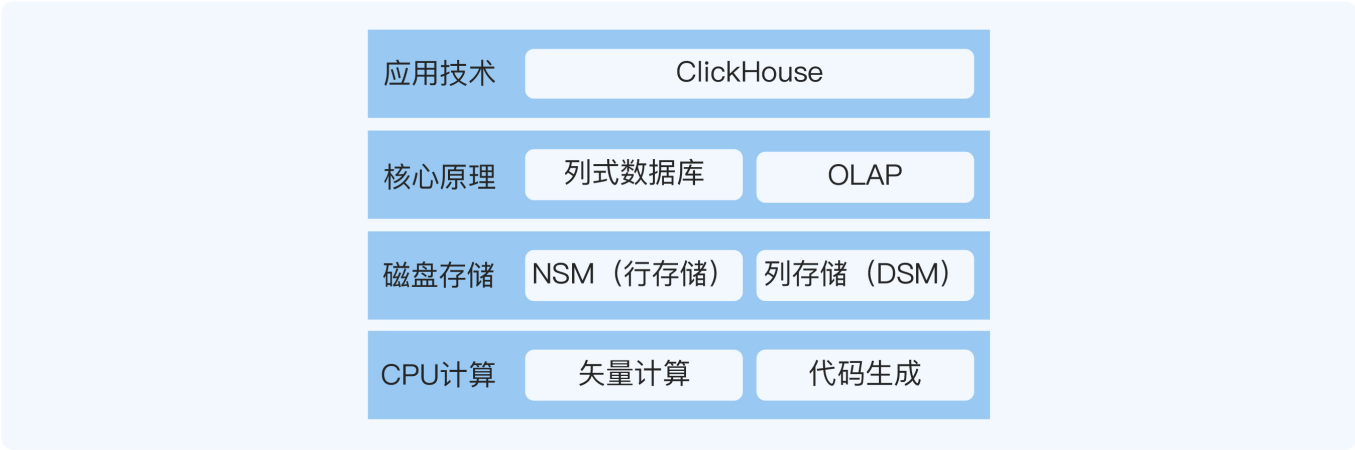 应用技术
ClickHouse
核心原理
列式数据库
OLAP
磁盘存储
NSM（行存储）
列存储（DSM）
CPU计算
矢量计算
代码生成